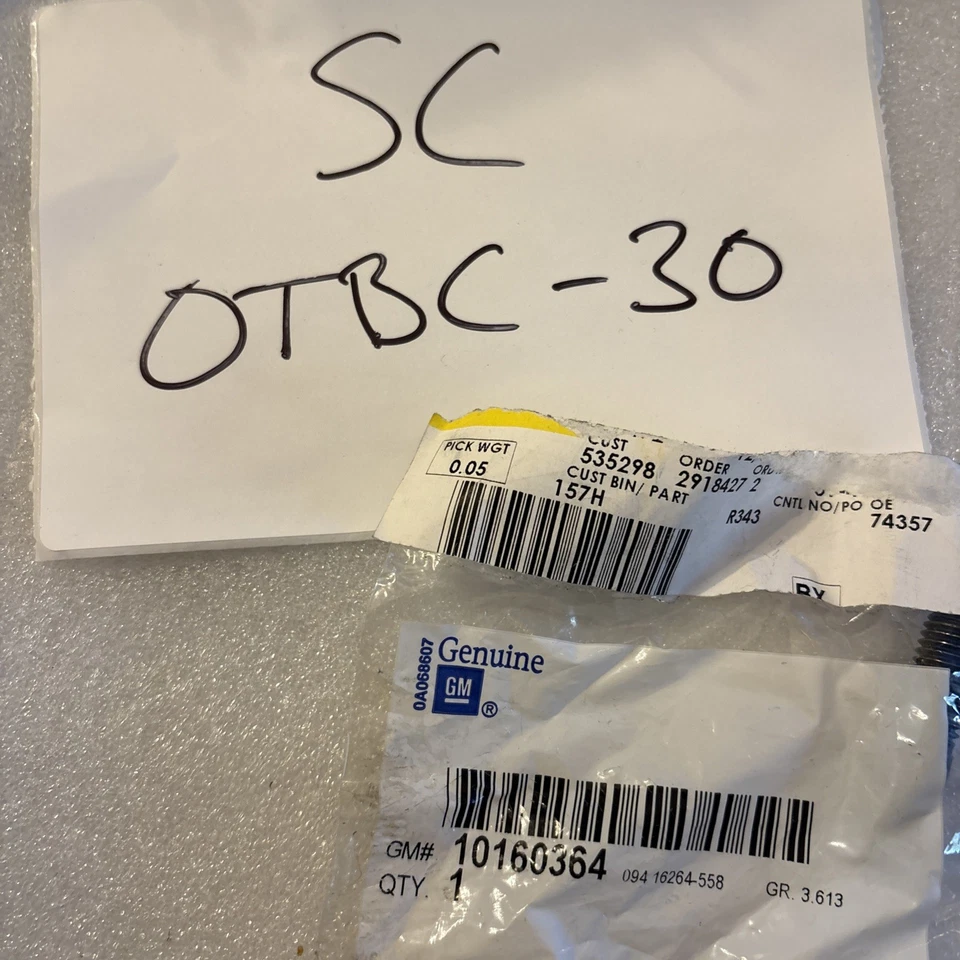 SC
OTBC-30
PICK WGT
0.05
CUST
535298
ORDER
2918427 2
CUST BIN/ PART
157H
R343
CNTL NO/PO OE
74357
BX
0A068607
Genuine
GM
®
GM# 10160364 094 16264-558 GR. 3.613
QTY. 1